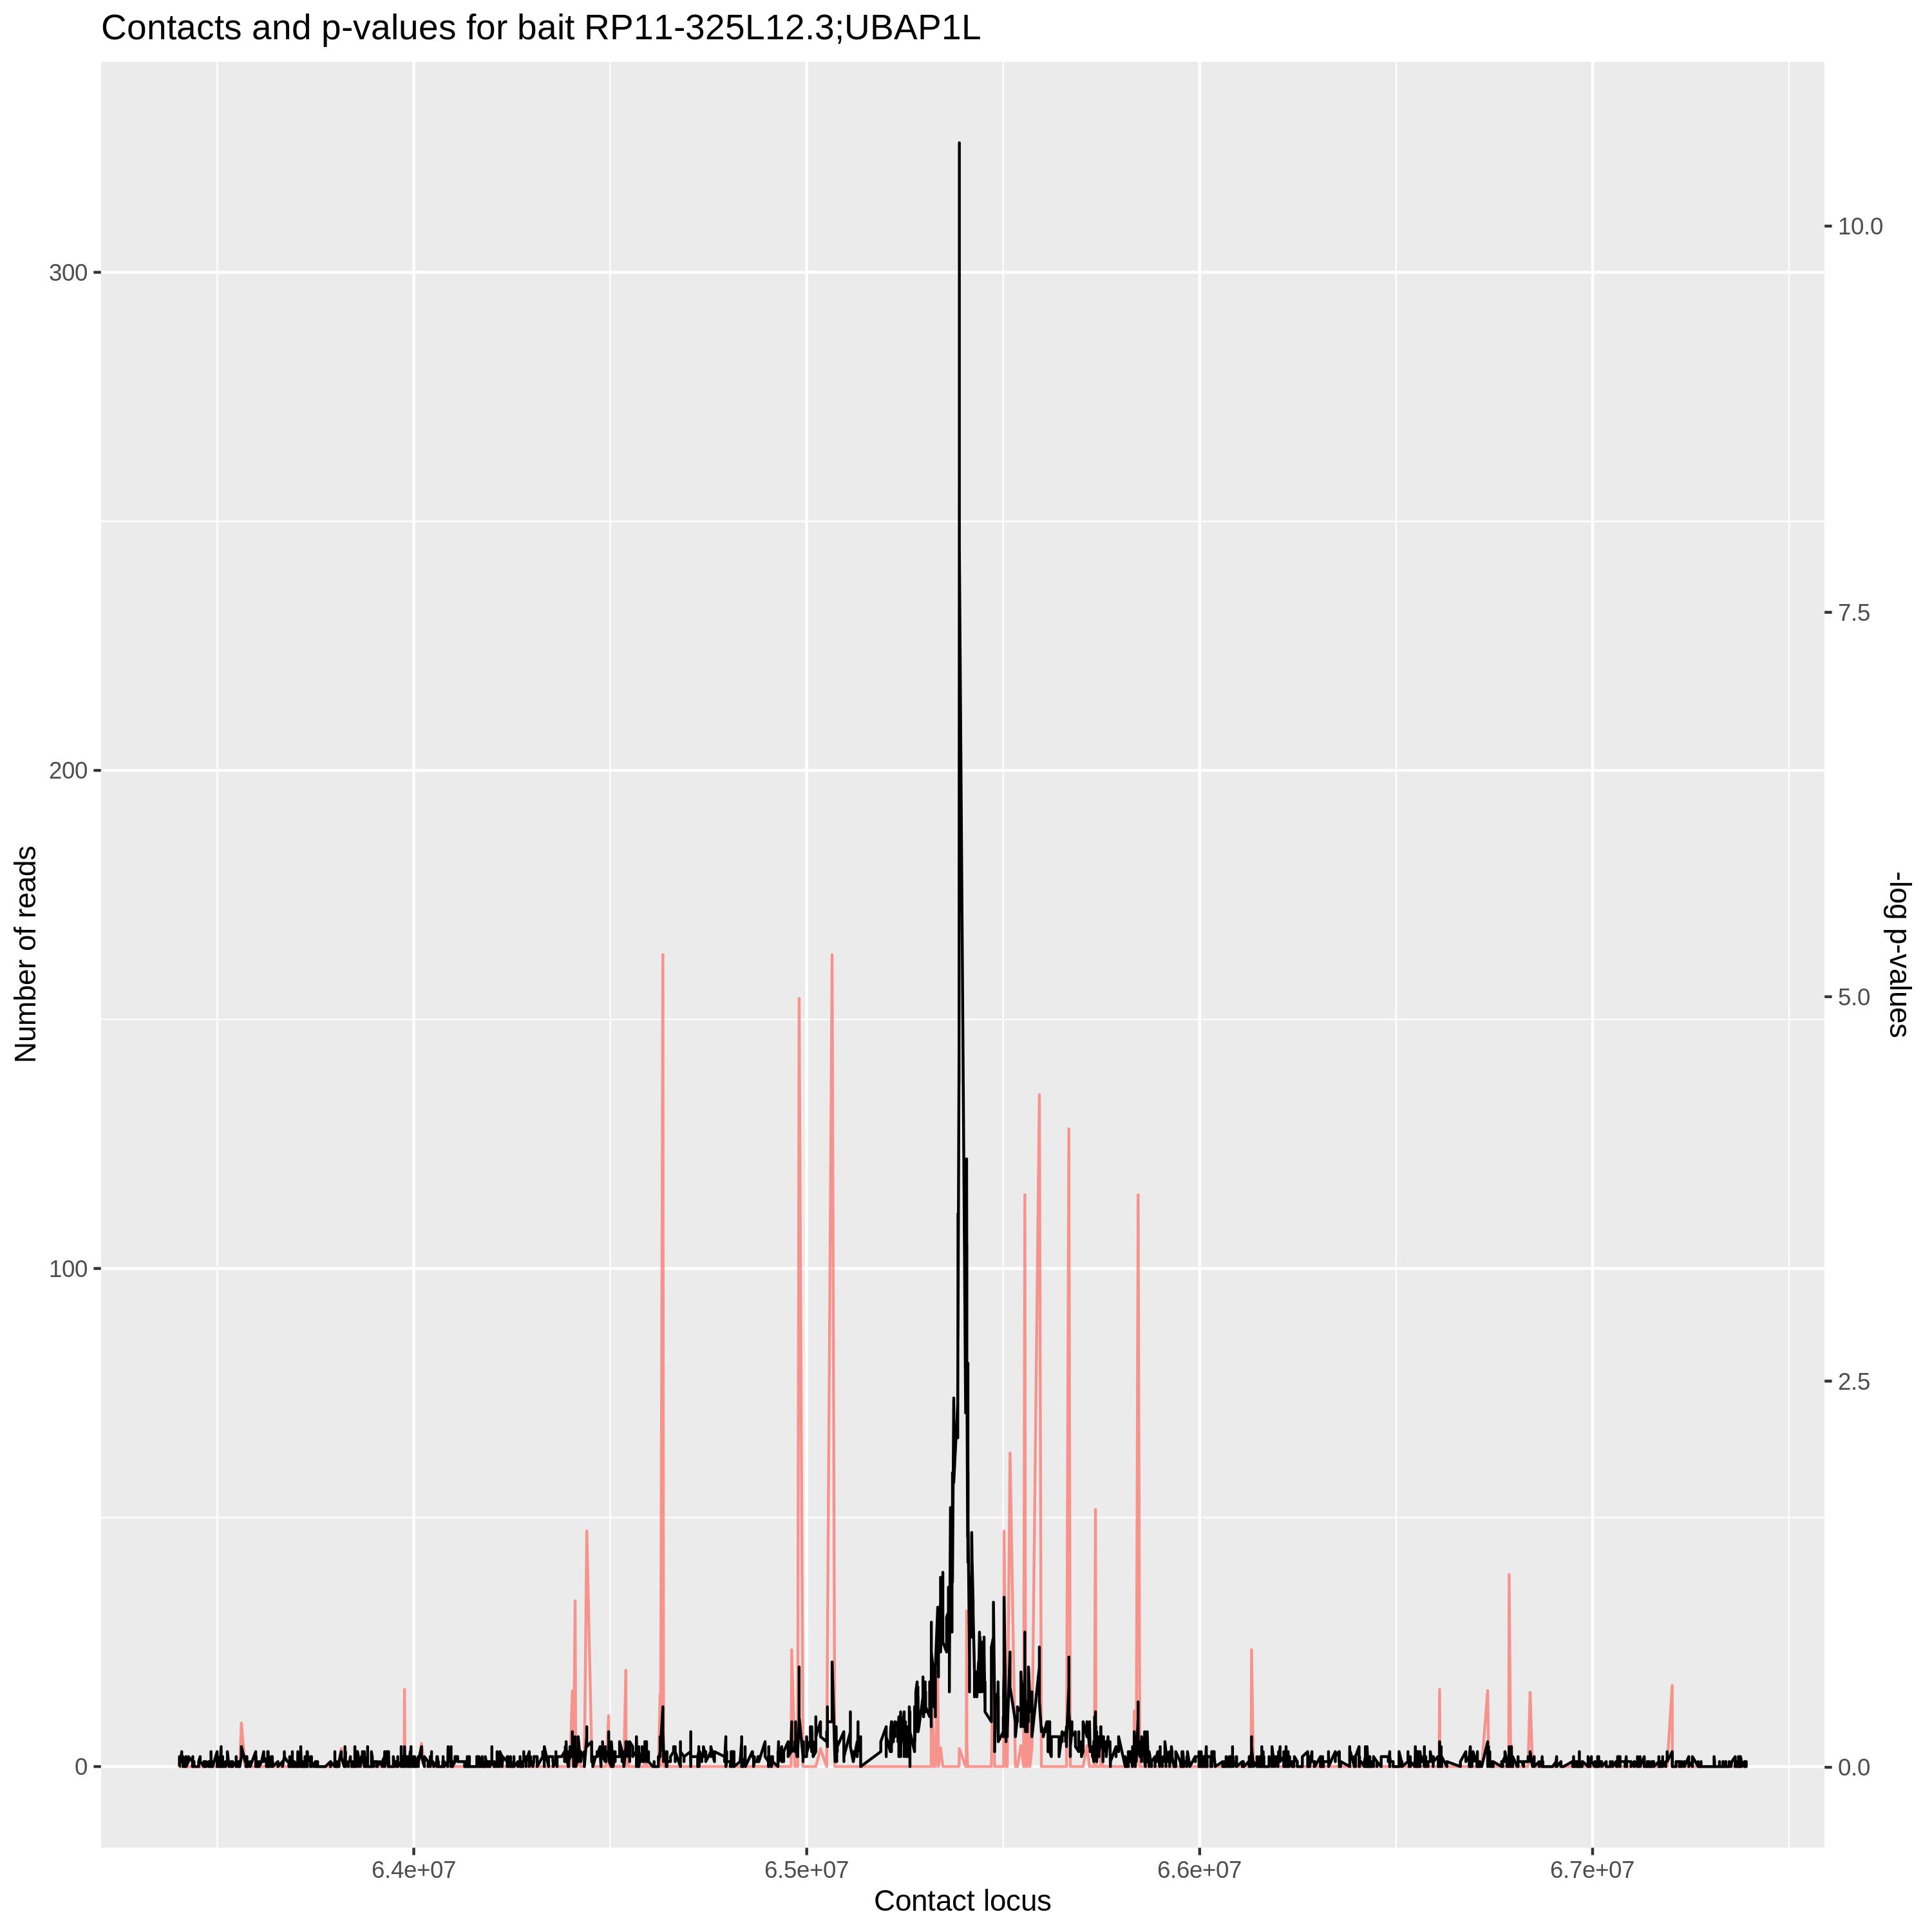 Contacts and p-values for bait RP11-325L12.3;UBAP1L
Number of reads
300
200
100
0
10.0
7.5
5.0
2.5
0.0
-log p-values
6.4e+07
6.5e+07
6.6e+07
6.7e+07
Contact locus